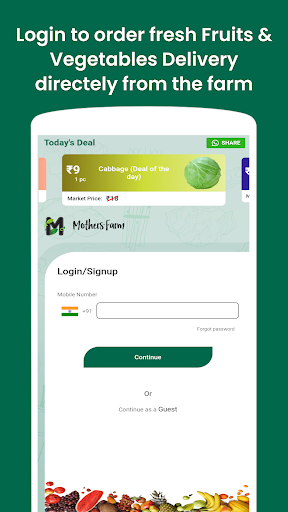 Login to order fresh Fruits &
Vegetables Delivery
directely from the farm
Today's Deal
SHARE
₹9
1 pc
Cabbage (Deal of the
day)
Market Price:
Mothers Farm
Login/Signup
Mobile Number
+91
Forgot password
Continue
Or
Continue as a Guest